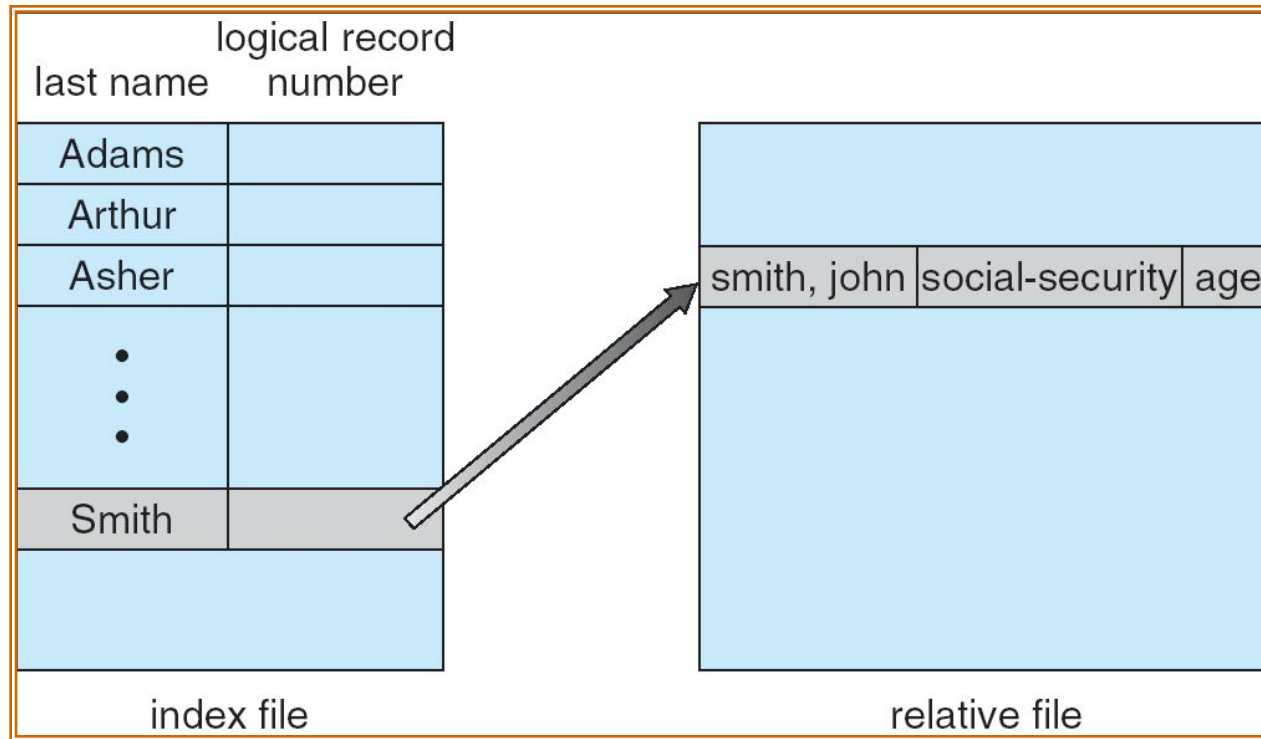 logical record
last name number
Adams
Arthur
Asher
Smith
smith, john social-security age
index file relative file